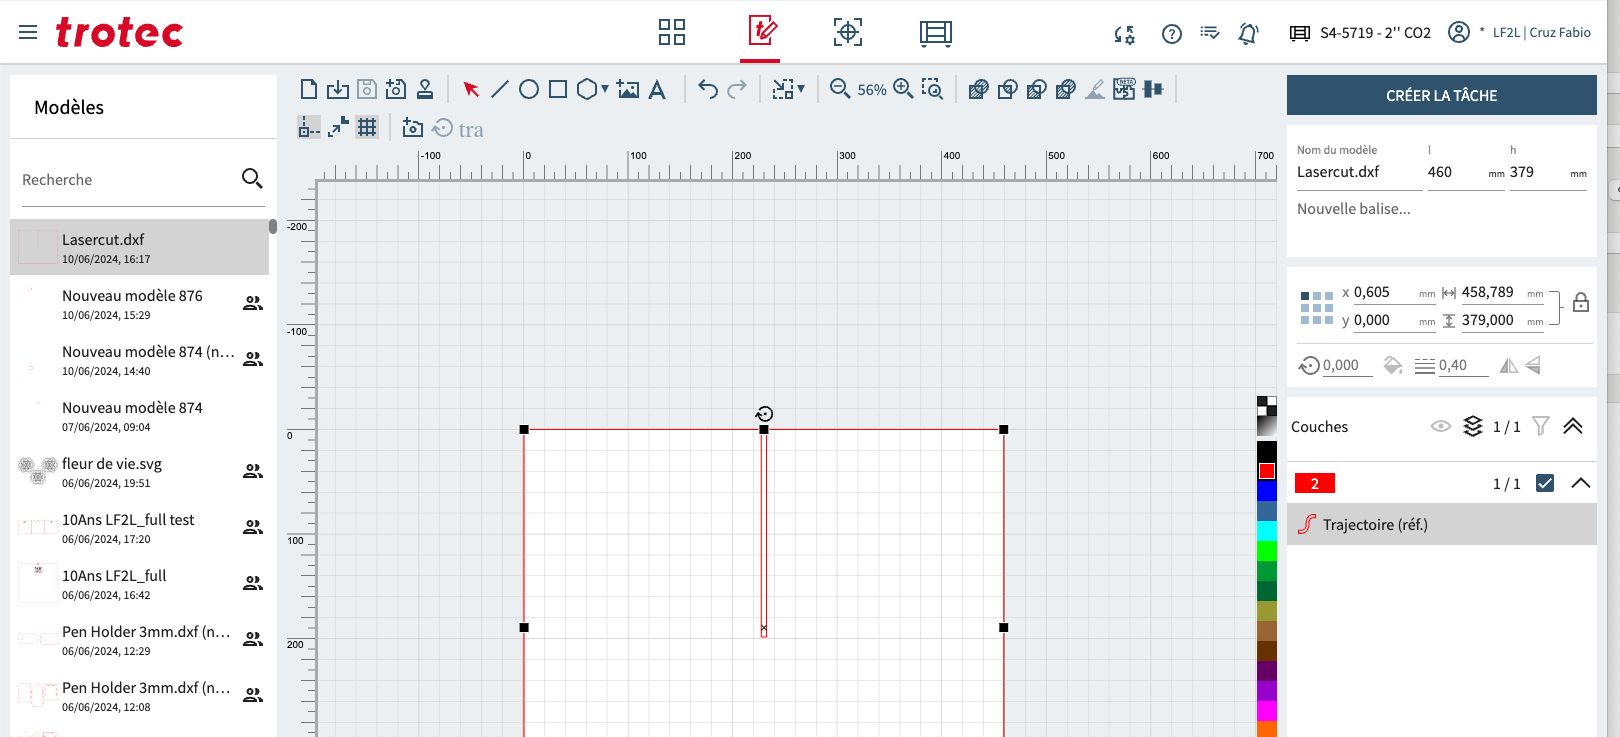 trotec
S4-5719 - 2'' CO2
* LF2L | Cruz Fabio
Modèles
Recherche
Lasercut.dxf
10/06/2024, 16:17
Nouveau modèle 876
10/06/2024, 15:29
Nouveau modèle 874 (n...
10/06/2024, 14:40
Nouveau modèle 874
07/06/2024, 09:04
fleur de vie.svg
06/06/2024, 19:51
10Ans LF2L_full test
06/06/2024, 17:20
10Ans LF2L_full
06/06/2024, 16:42
Pen Holder 3mm.dxf (n...
06/06/2024, 12:29
Pen Holder 3mm.dxf (n...
06/06/2024, 12:08
56%
BETA
tra
-100 0 100 200 300 400 500 600 700
-200
-100
0
100
200
CRÉER LA TÂCHE
Nom du modèle l h
Lasercut.dxf 460 mm 379 mm
Nouvelle balise...
x 0,605 mm 458,789 mm
y 0,000 mm 379,000 mm
0,000 0,40
Couches 1 / 1
2 1 / 1
Trajectoire (réf.)